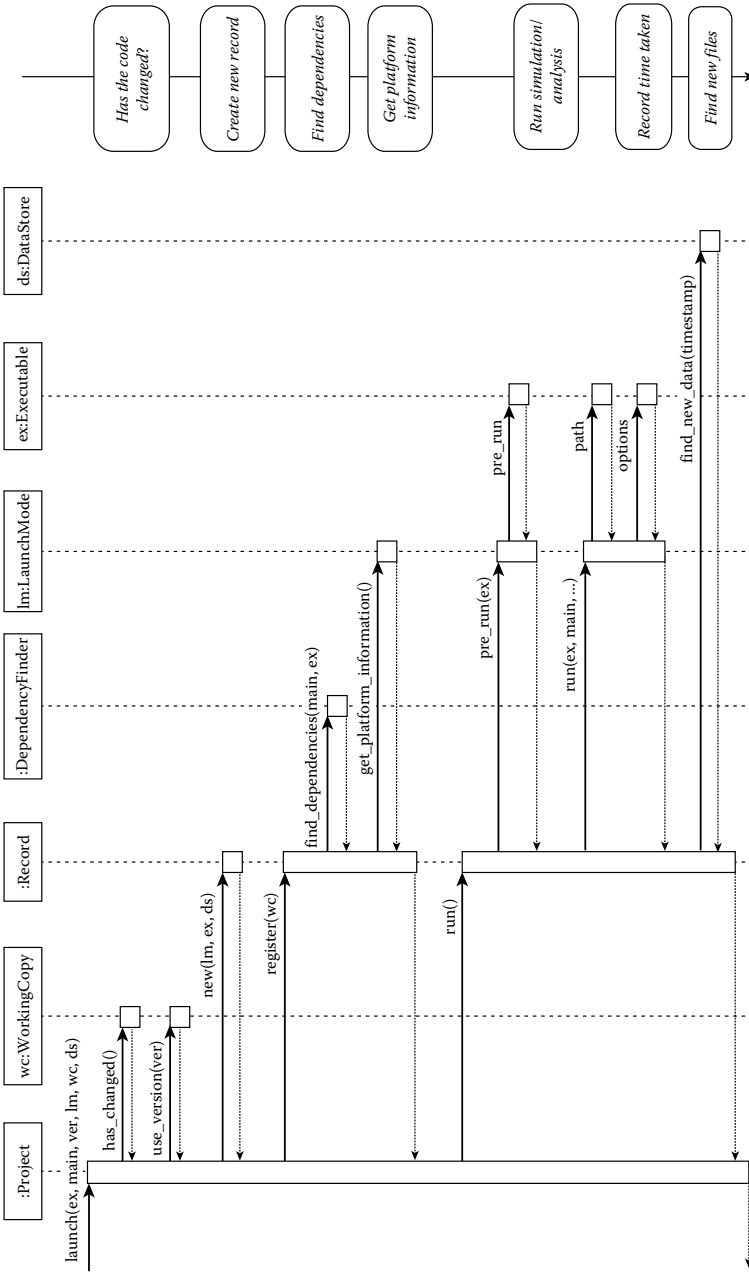 :Project
wc:WorkingCopy
:Record
:DependencyFinder
lm:LaunchMode
ex:Executable
ds:DataStore
launch(ex, main, ver, lm, wc, ds)
has_changed()
Has the code
changed?
use_version(ver)
new(lm, ex, ds)
Create new record
register(wc)
find_dependencies(main, ex)
Find dependencies
get_platform_information()
Get platform
information
run()
pre_run(ex)
pre_run
Run simulation/
analysis
run(ex, main, ...)
path
options
Record time taken
find_new_data(timestamp)
Find new files